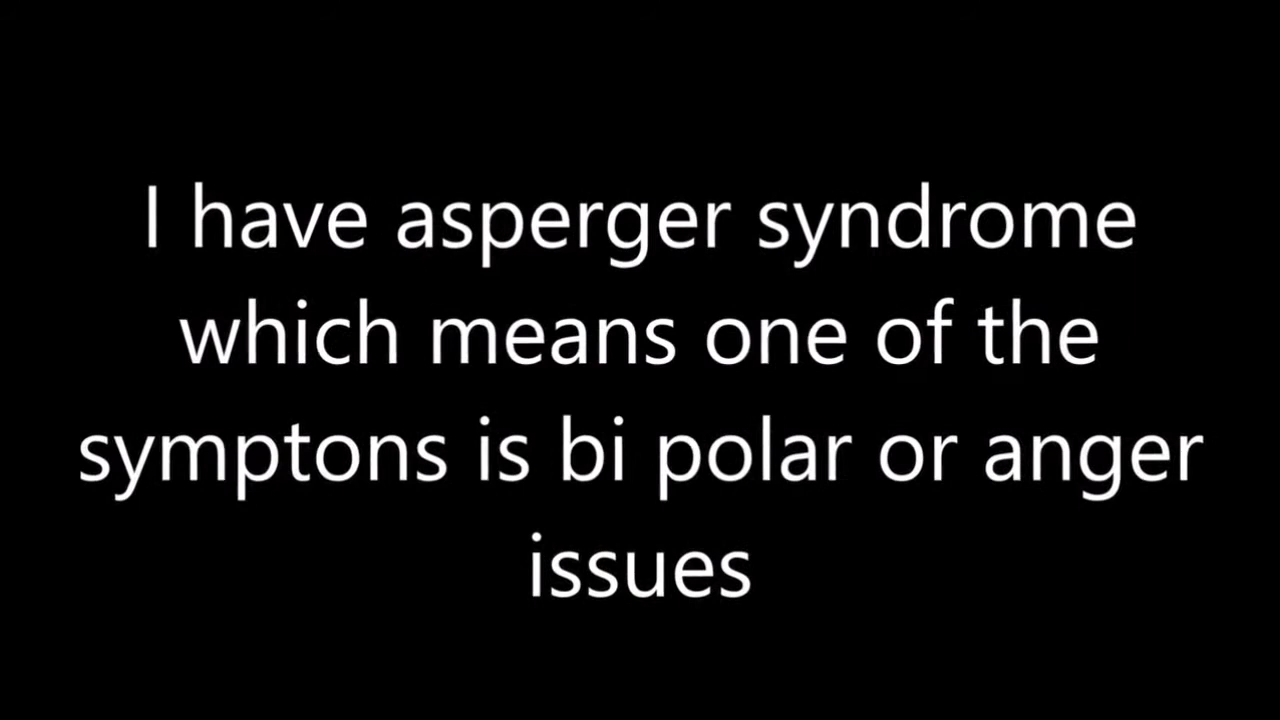 I have asperger syndrome
which means one of the
symptons is bi polar or anger
issues